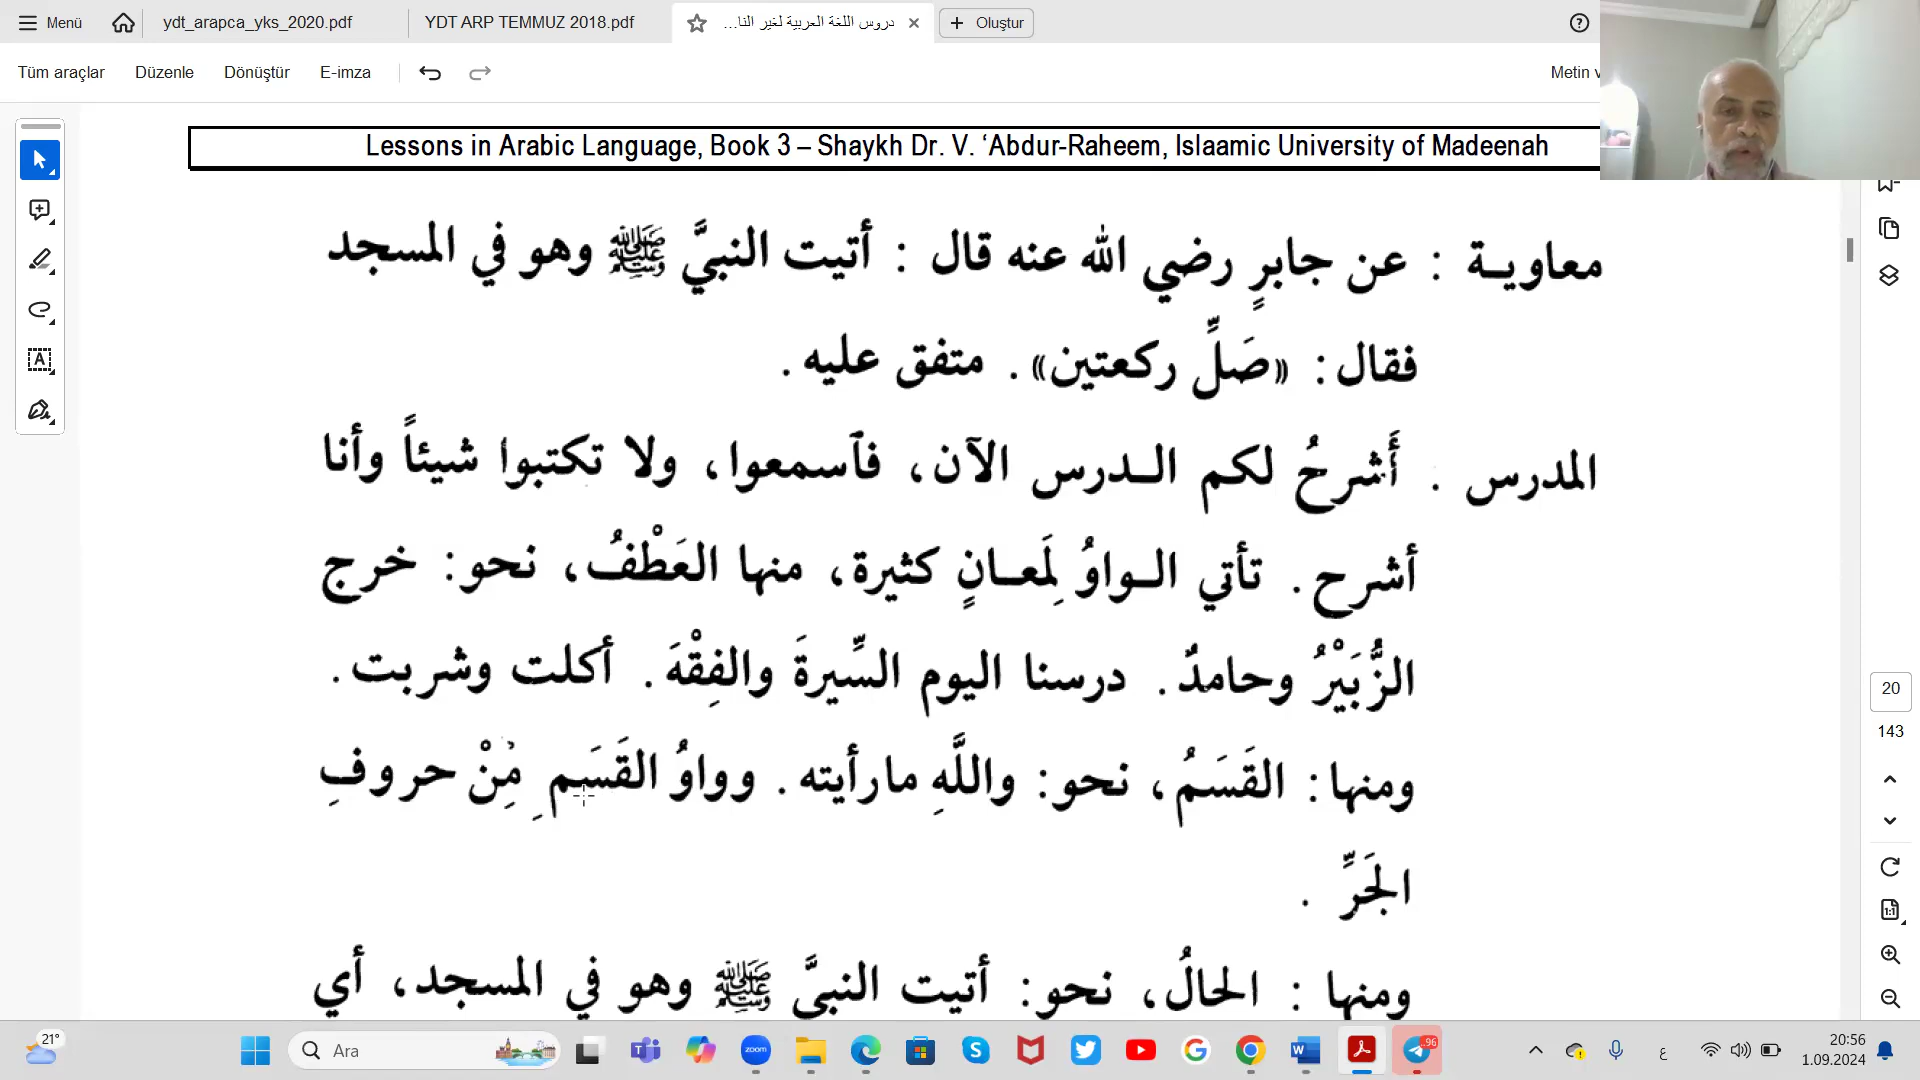 Menü
ydt_arapca_yks_2020.pdf
YDT ARP TEMMUZ 2018.pdf
دروس اللغة العربية لغير النا...
Oluştur
Tüm araçlar
Düzenle
Dönüştür
E-imza
Metin
Lessons in Arabic Language, Book 3 – Shaykh Dr. V. ‘Abdur-Raheem, Islaamic University of Madeenah
معاويـة : عن جابرٍ رضي الله عنه قال : أتيت النبيَّ ﷺ وهو في المسجد
فقال : «صَلِّ ركعتين» . متفق عليه .
المدرس . أَشرحُ لكم الـدرس الآن، فٱسمعوا، ولا تكتبوا شيئاً وأنا
أشرح . تأتي الـواوُ لِمَعـانٍ كثيرة، منها العَطْفُ، نحو: خرج
الزُّبَيْرُ وحامدٌ. درسنا اليوم السِّيرةَ والفِقْهَ. أكلت وشربت .
ومنها : القَسَمُ، نحو: واللَّهِ مارأيته . وواوُ القَسَمِ مِنْ حروفِ
الجَرِّ .
ومنها : الحالُ، نحو: أتيت النبيَّ ﷺ وهو في المسجد، أي
20
143
21°
Ara
zoom
96
ع
20:56
1.09.2024